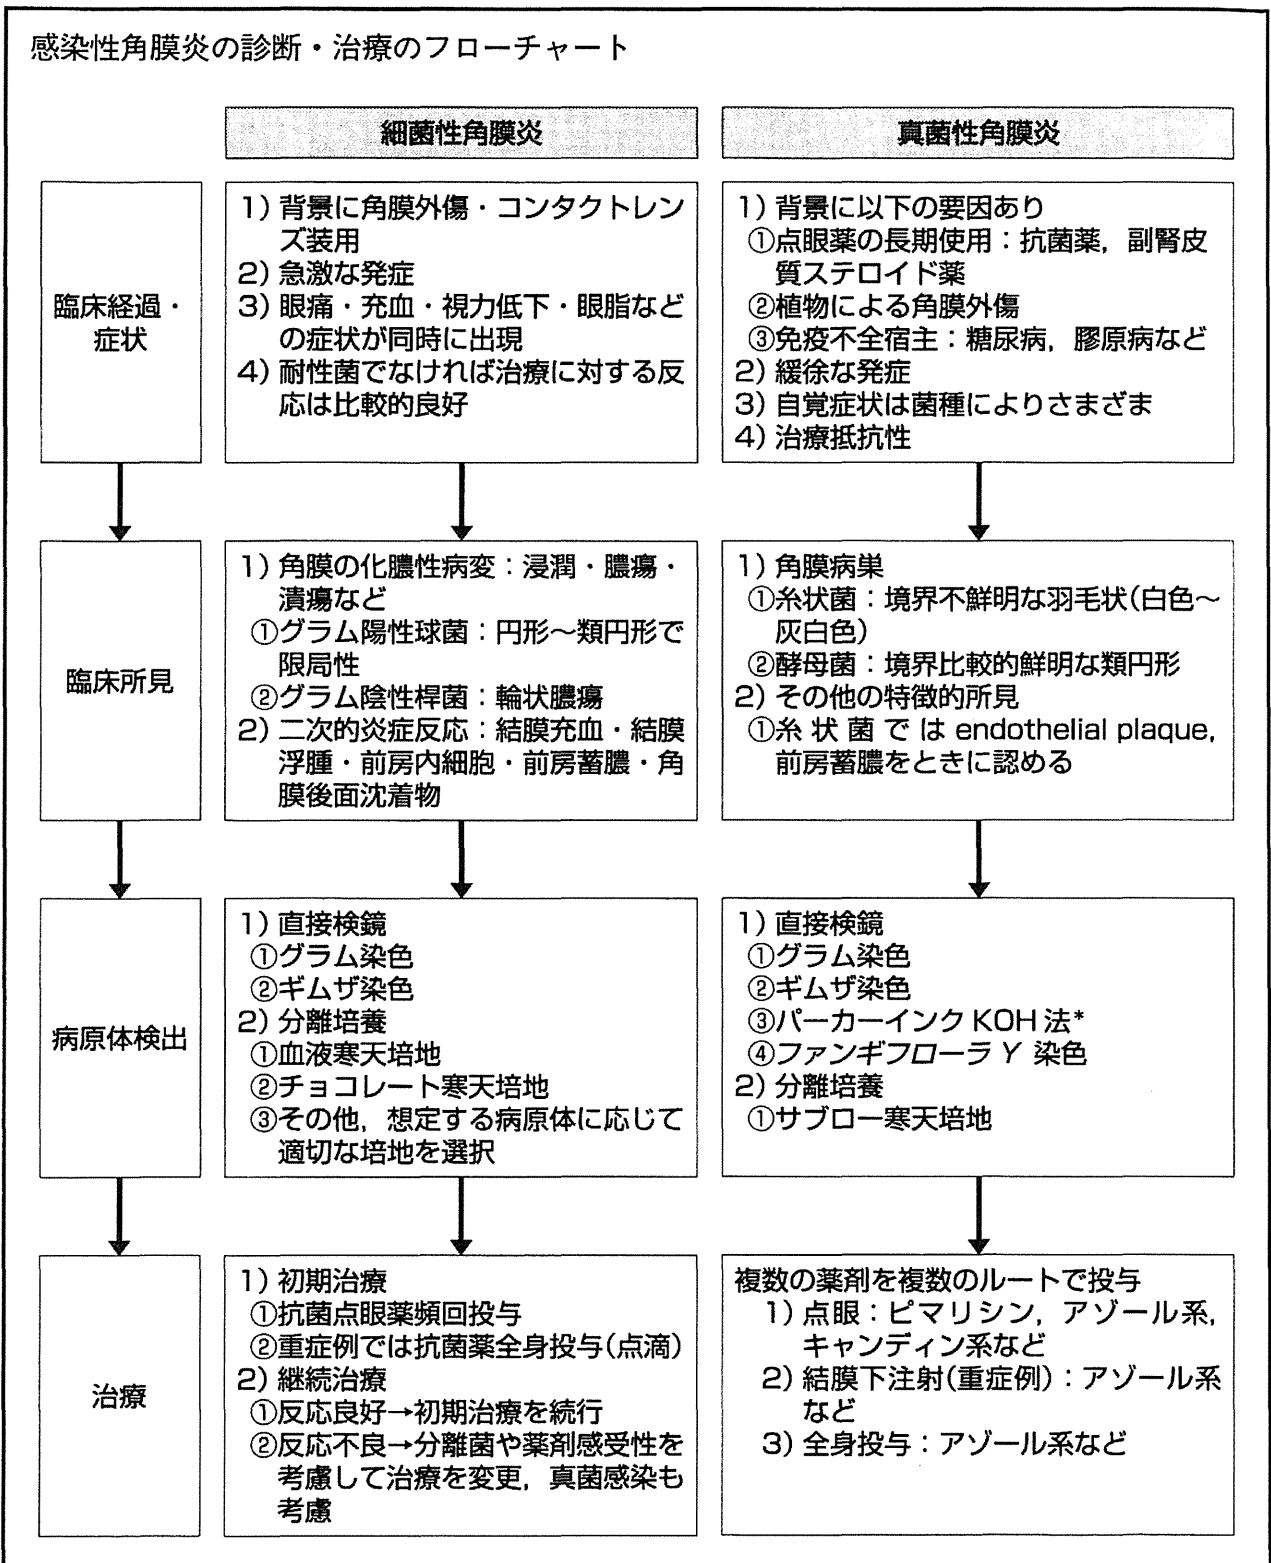 感染性角膜炎の診断・治療のフローチャート
細菌性角膜炎
真菌性角膜炎
臨床経過・
症状
1) 背景に角膜外傷・コンタクトレン
ズ装用
2) 急激な発症
3) 眼痛・充血・視力低下・眼脂など
の症状が同時に出現
4) 耐性菌でなければ治療に対する反
応は比較的良好
1) 背景に以下の要因あり
①点眼薬の長期使用：抗菌薬，副腎皮
質ステロイド薬
②植物による角膜外傷
③免疫不全宿主：糖尿病，膠原病など
2) 緩徐な発症
3) 自覚症状は菌種によりさまざま
4) 治療抵抗性
臨床所見
1) 角膜の化膿性病変：浸潤・膿瘍・
潰瘍など
①グラム陽性球菌：円形〜類円形で
限局性
②グラム陰性桿菌：輪状膿瘍
2) 二次的炎症反応：結膜充血・結膜
浮腫・前房内細胞・前房蓄膿・角
膜後面沈着物
1) 角膜病巣
①糸状菌：境界不鮮明な羽毛状(白色〜
灰白色)
②酵母菌：境界比較的鮮明な類円形
2) その他の特徴的所見
①糸状菌では endothelial plaque,
前房蓄膿をときに認める
病原体検出
1) 直接検鏡
①グラム染色
②ギムザ染色
2) 分離培養
①血液寒天培地
②チョコレート寒天培地
③その他，想定する病原体に応じて
適切な培地を選択
1) 直接検鏡
①グラム染色
②ギムザ染色
③パーカーインク KOH 法*
④ファンギフローラ Y 染色
2) 分離培養
①サブロー寒天培地
治療
1) 初期治療
①抗菌点眼薬頻回投与
②重症例では抗菌薬全身投与(点滴)
2) 継続治療
①反応良好→初期治療を続行
②反応不良→分離菌や薬剤感受性を
考慮して治療を変更，真菌感染も
考慮
複数の薬剤を複数のルートで投与
1) 点眼：ピマリシン，アゾール系，
キャンディン系など
2) 結膜下注射(重症例)：アゾール系
など
3) 全身投与：アゾール系など